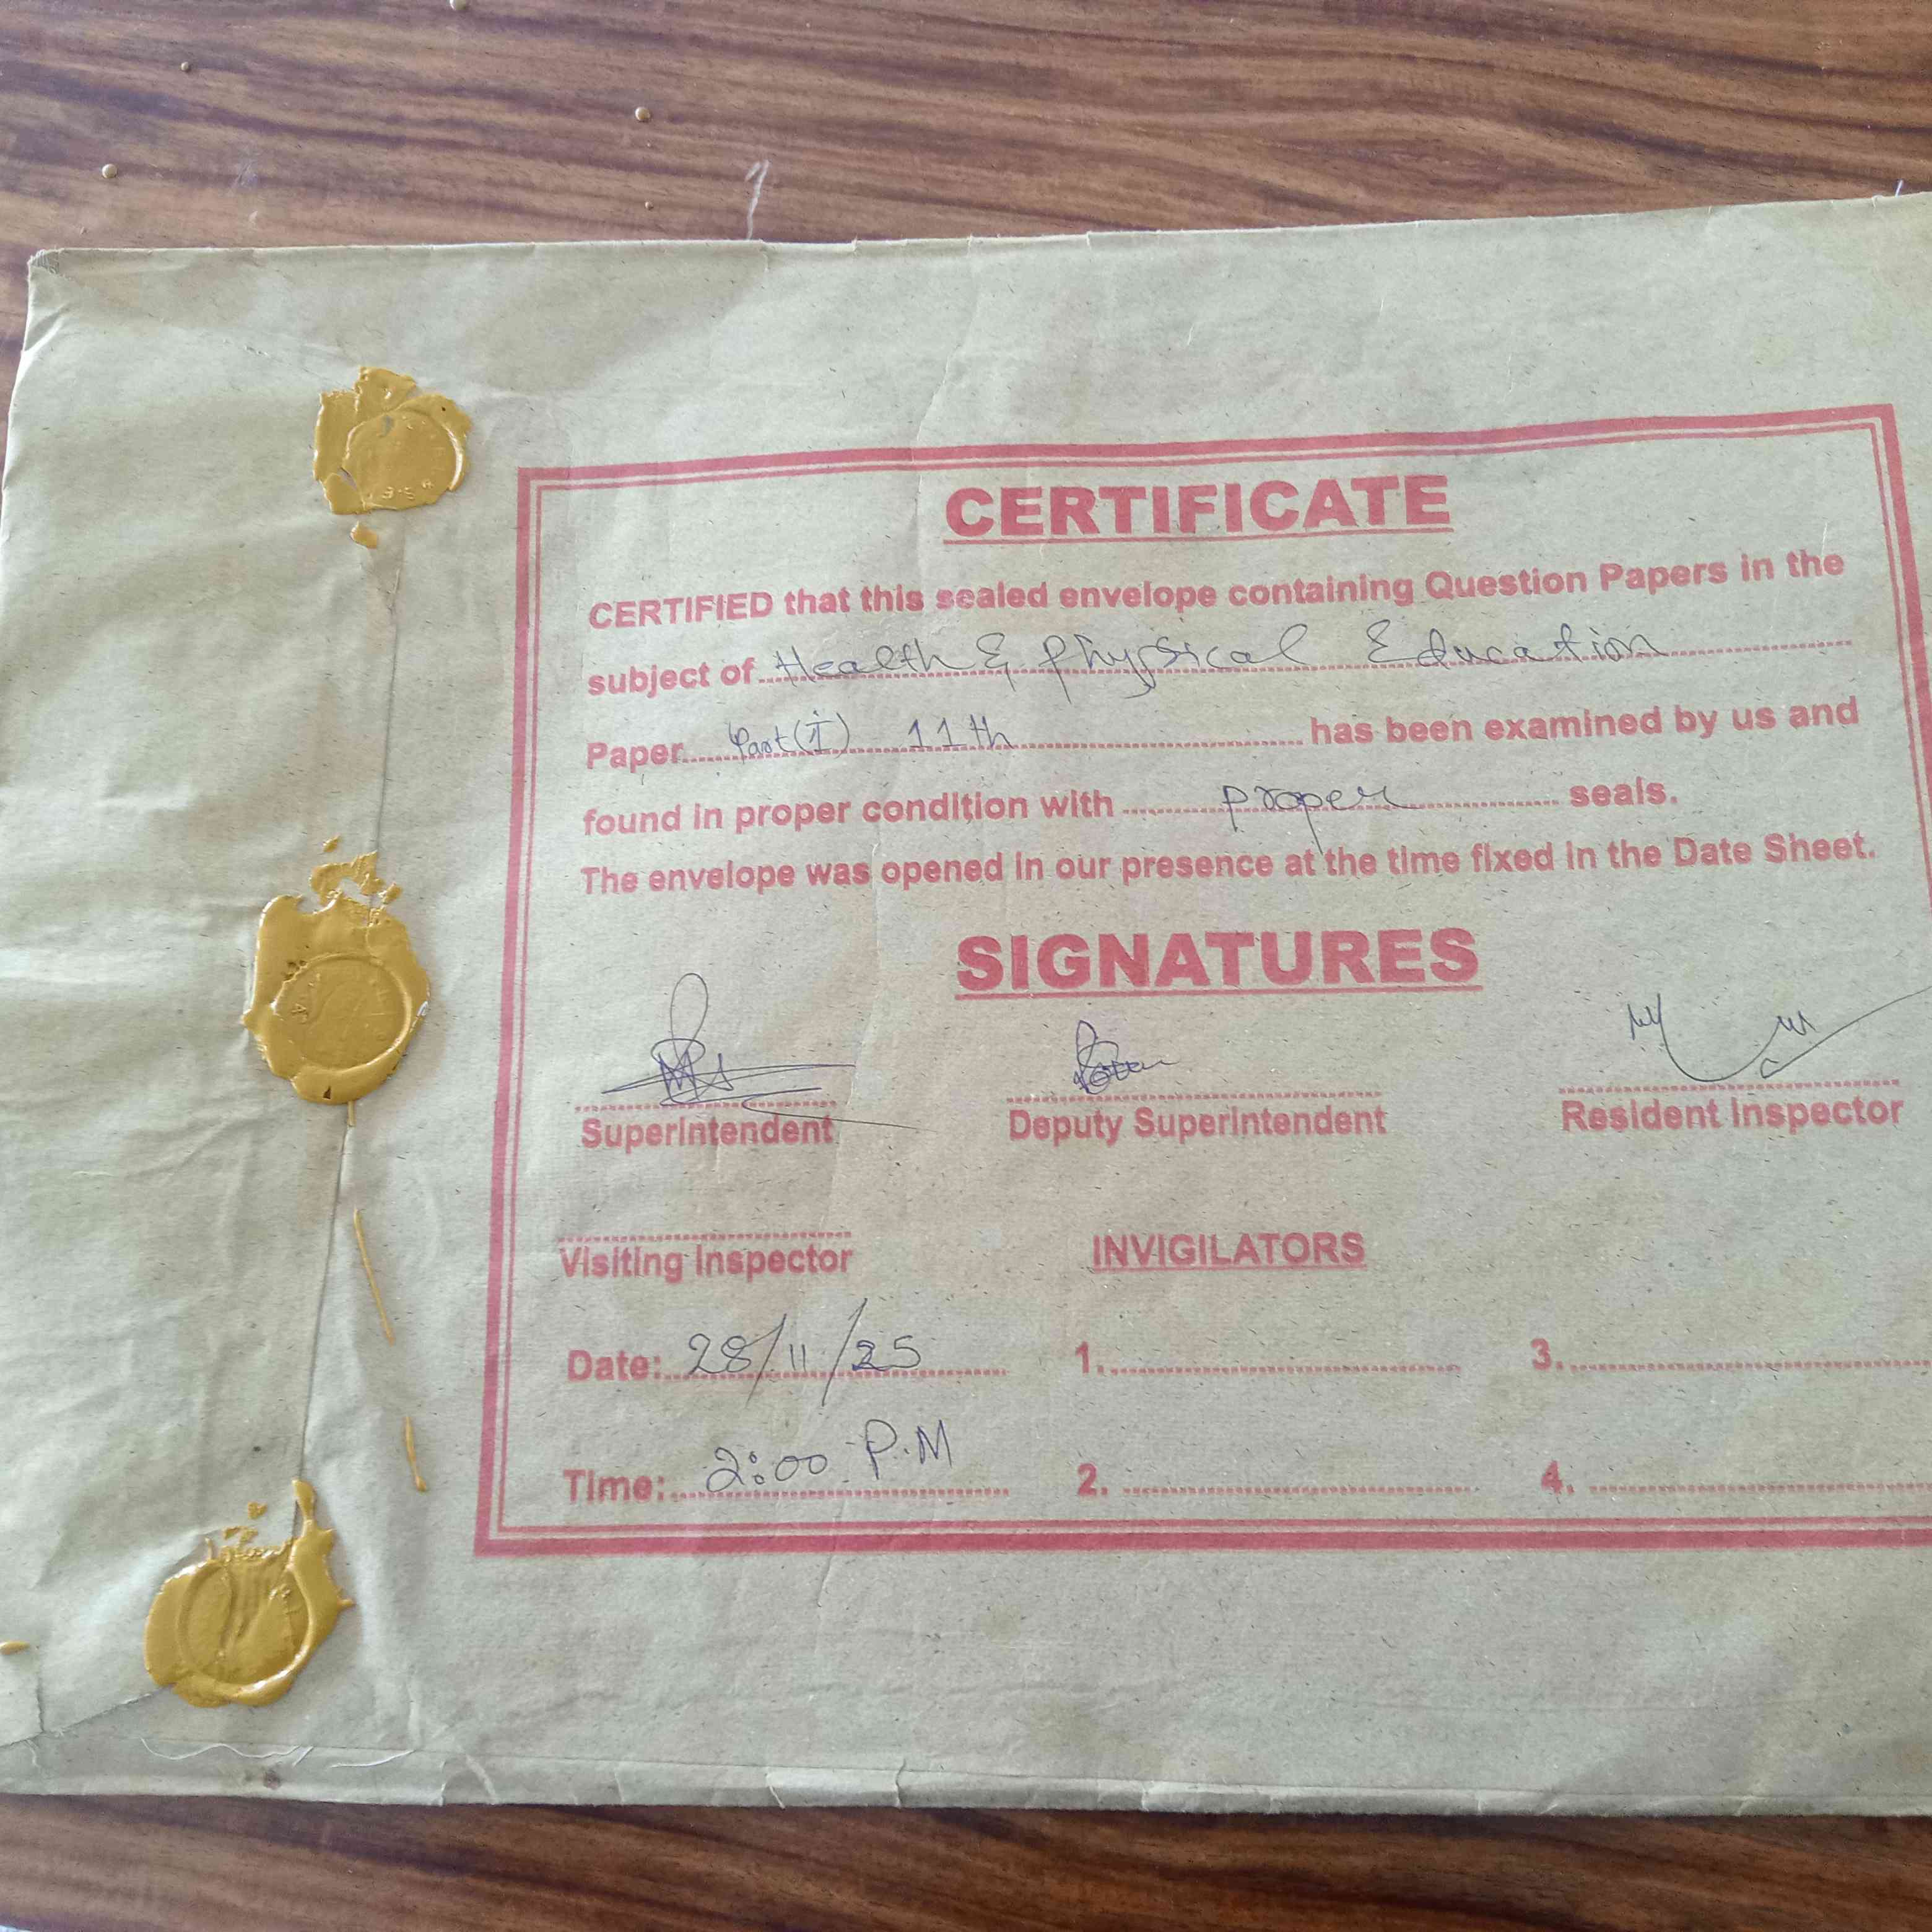 CERTIFICATE
CERTIFIED that this sealed envelope containing Question Papers in the
subject of Health & Physical Education
Paper Part (I) 11th has been examined by us and
found in proper condition with proper seals.
The envelope was opened in our presence at the time fixed in the Date Sheet.
SIGNATURES
Superintendent Deputy Superintendent Resident Inspector
Visiting Inspector INVIGILATORS
Date: 28/11/25 1. 3.
Time: 2:00 P.M 2. 4.